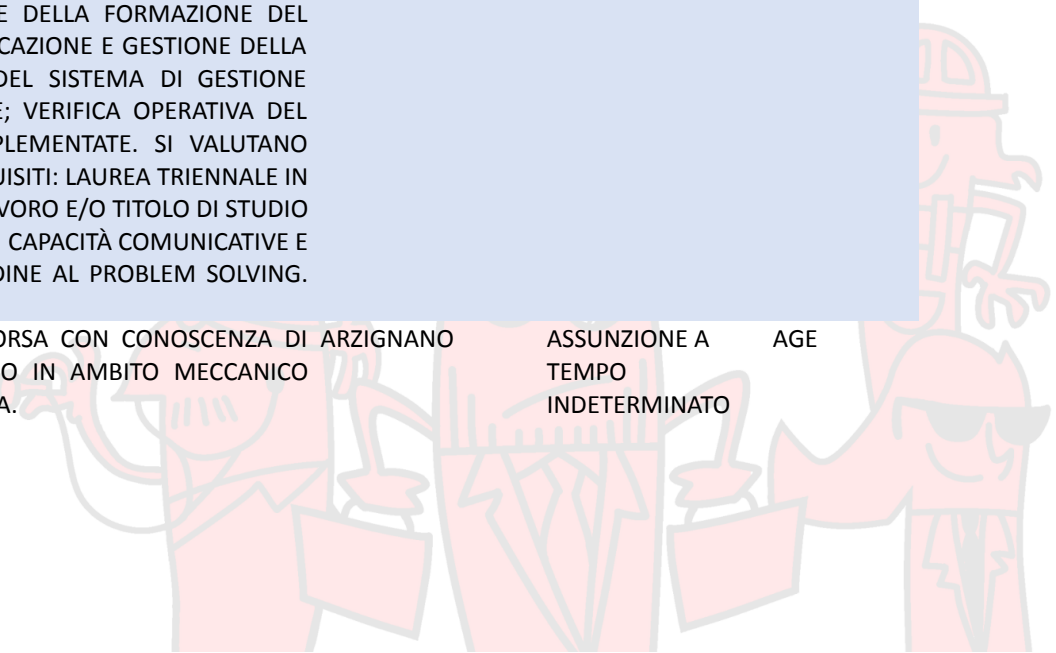 E DELLA FORMAZIONE DEL
CAZIONE E GESTIONE DELLA
DEL SISTEMA DI GESTIONE
E; VERIFICA OPERATIVA DEL
PLEMENTATE. SI VALUTANO
UISITI: LAUREA TRIENNALE IN
VORO E/O TITOLO DI STUDIO
CAPACITÀ COMUNICATIVE E
DINE AL PROBLEM SOLVING.
ORSA CON CONOSCENZA DI ARZIGNANO ASSUNZIONE A AGE
O IN AMBITO MECCANICO TEMPO
A. INDETERMINATO